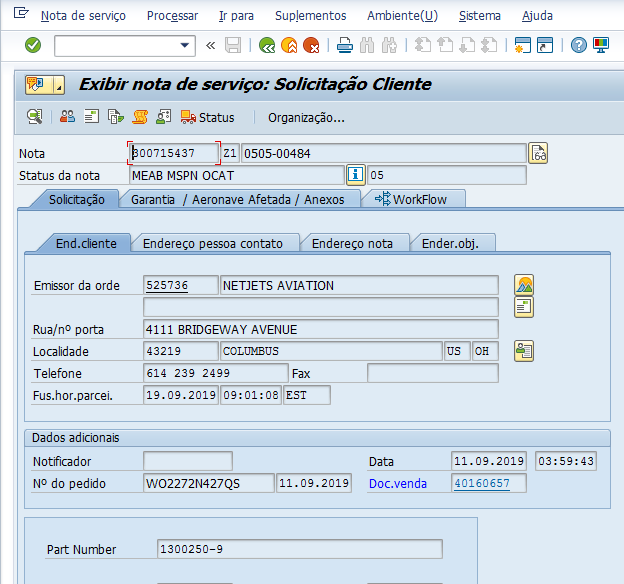 Nota de serviço Processar Ir para Suplementos Ambiente(U) Sistema Ajuda
Exibir nota de serviço: Solicitação Cliente
Status Organização...
Nota 300715437 Z1 0505-00484
Status da nota MEAB MSPN OCAT 05
Solicitação Garantia / Aeronave Afetada / Anexos WorkFlow
End.cliente Endereço pessoa contato Endereço nota Ender.obj.
Emissor da orde 525736 NETJETS AVIATION
Rua/nº porta 4111 BRIDGEWAY AVENUE
Localidade 43219 COLUMBUS US OH
Telefone 614 239 2499 Fax
Fus.hor.parcei. 19.09.2019 09:01:08 EST
Dados adicionais
Notificador Data 11.09.2019 03:59:43
Nº do pedido WO2272N427QS 11.09.2019 Doc.venda 40160657
Part Number 1300250-9